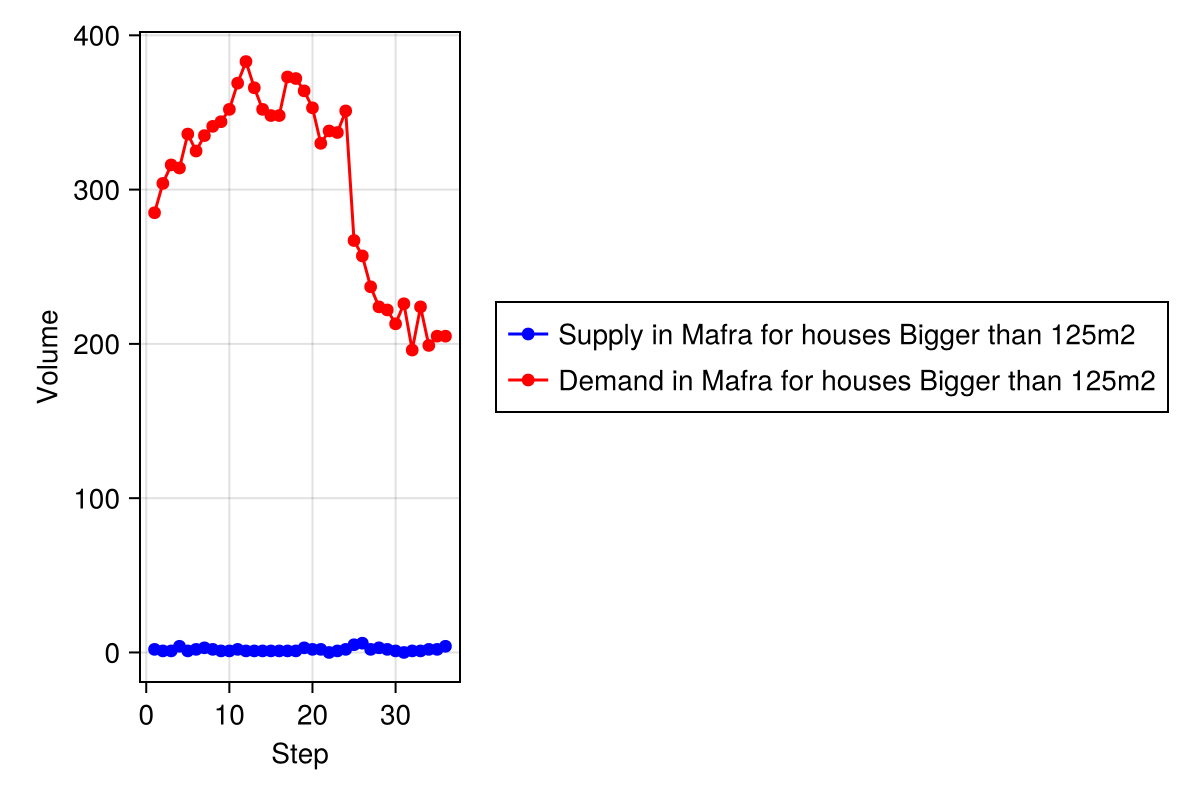 400
300
200
100
0
Volume
0 10 20 30
Step
Supply in Mafra for houses Bigger than 125m2
Demand in Mafra for houses Bigger than 125m2